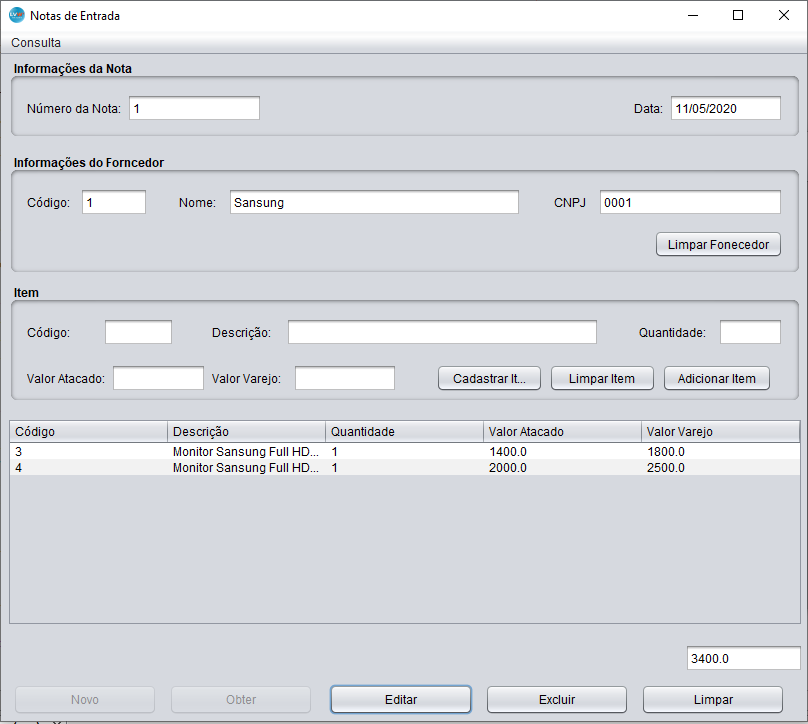 Notas de Entrada
Consulta
Informações da Nota
Número da Nota: 1 Data: 11/05/2020
Informações do Forncedor
Código: 1 Nome: Sansung CNPJ 0001
Limpar Fonecedor
Item
Código: Descrição: Quantidade:
Valor Atacado: Valor Varejo: Cadastrar It... Limpar Item Adicionar Item
Código Descrição Quantidade Valor Atacado Valor Varejo
3 Monitor Sansung Full HD... 1 1400.0 1800.0
4 Monitor Sansung Full HD... 1 2000.0 2500.0
3400.0
Novo Obter Editar Excluir Limpar